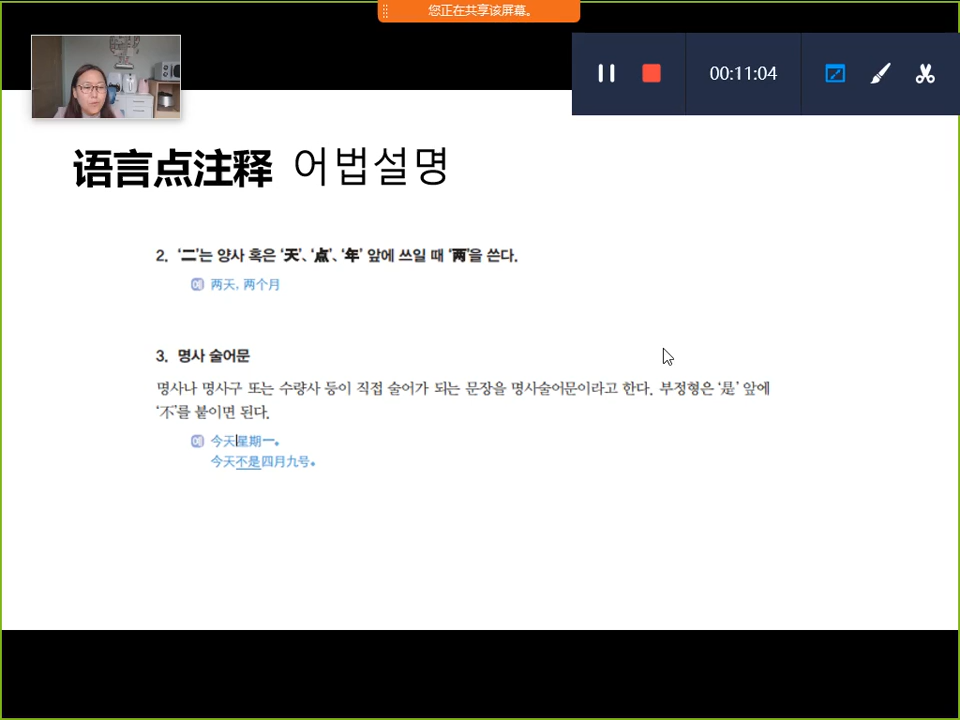 您正在共享该屏幕。
00:11:04
语言点注释 어법설명
2. ‘二’는 양사 혹은 ‘天’、‘点’、‘年’ 앞에 쓰일 때 ‘两’을 쓴다.
예 两天, 两个月
3. 명사 술어문
명사나 명사구 또는 수량사 등이 직접 술어가 되는 문장을 명사술어문이라고 한다. 부정형은 ‘是’ 앞에
‘不’를 붙이면 된다.
예 今天星期一。
今天不是四月九号。